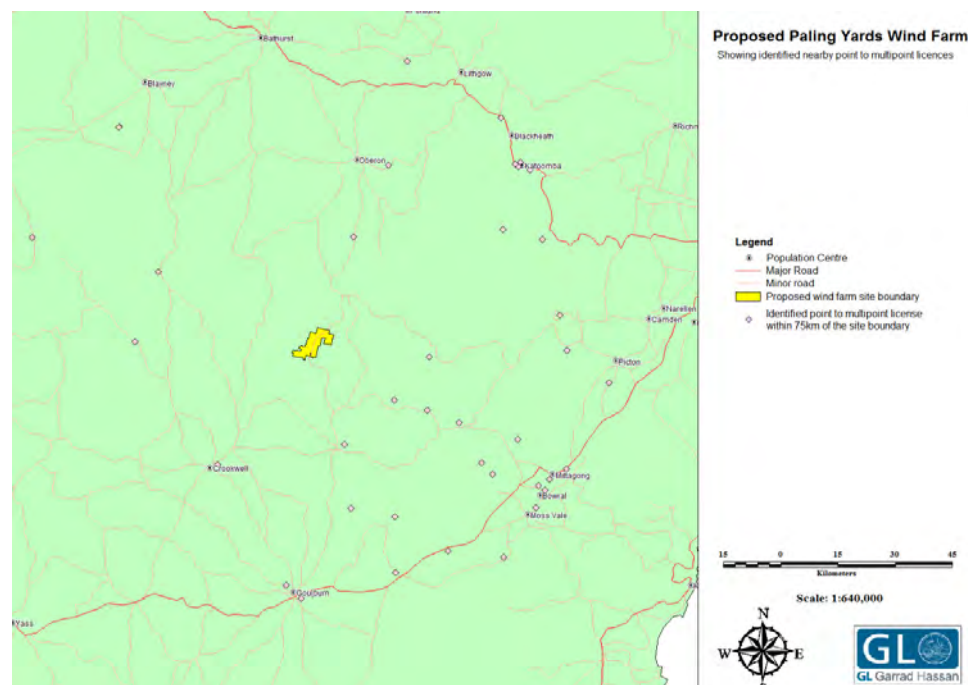 Proposed Paling Yards Wind Farm
Showing identified nearby point to multipoint licences
Bathurst
Lithgow
Blayney
Blackheath
Richm
Oberon
Katoomba
Narellen
Camden
Picton
Crookwell
Mittagong
Bowral
Moss Vale
Goulburn
Yass
Legend
Population Centre
Major Road
Minor road
Proposed wind farm site boundary
Identified point to multipoint license
within 75km of the site boundary
15 0 15 30 45
Kilometers
Scale: 1:640,000
N
W E
S
GL
GL Garrad Hassan